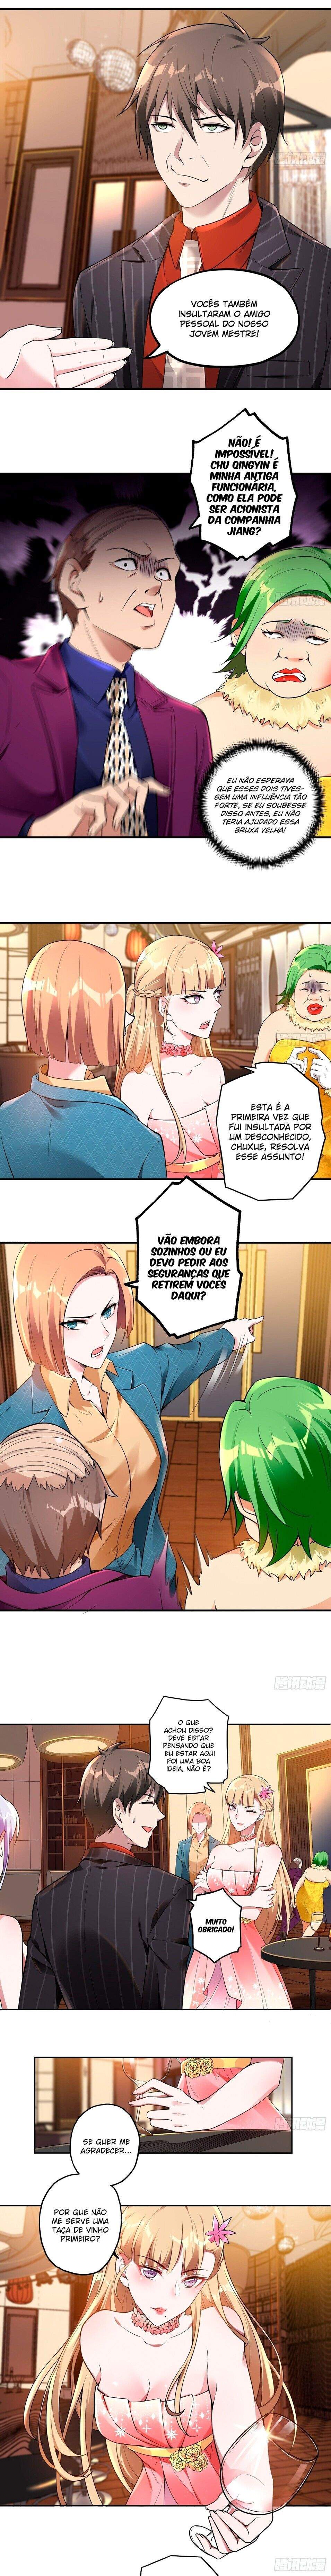 VOCÊS TAMBÉM
INSULTARAM O AMIGO
PESSOAL DO NOSSO
JOVEM MESTRE!
NÃO! É
IMPOSSÍVEL!
CHU QINGYIN É
MINHA ANTIGA
FUNCIONÁRIA,
COMO ELA PODE
SER ACIONISTA
DA COMPANHIA
JIANG?
EU NÃO ESPERAVA
QUE ESSES DOIS TIVES-
SEM UMA INFLUÊNCIA TÃO
FORTE, SE EU SOUBESSE
DISSO ANTES, EU NÃO
TERIA AJUDADO ESSA
BRUXA VELHA!
ESTA É A
PRIMEIRA VEZ QUE
FUI INSULTADA POR
UM DESCONHECIDO,
CHUXUE, RESOLVA
ESSE ASSUNTO!
VÃO EMBORA
SOZINHOS OU EU
DEVO PEDIR AOS
SEGURANÇAS QUE
RETIREM VOCÊS
DAQUI?
O QUE
ACHOU DISSO?
DEVE ESTAR
PENSANDO QUE
EU ESTAR AQUI
FOI UMA BOA
IDEIA, NÃO É?
MUITO
OBRIGADO!
SE QUER ME
AGRADECER...
POR QUE NÃO
ME SERVE UMA
TAÇA DE VINHO
PRIMEIRO?